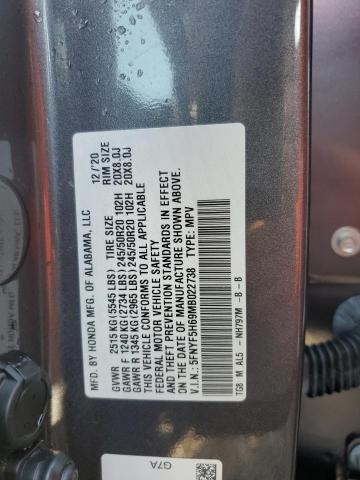 MFD. BY HONDA MFG. OF ALABAMA, LLC 12/20
TIRE SIZE RIM SIZE
GVWR 2515 KG(5545 LBS)
GAWR F 1240 KG(2734 LBS)245/50R20 102H 20X8.0J
GAWR R 1345 KG(2965 LBS)245/50R20 102H 20X8.0J
THIS VEHICLE CONFORMS TO ALL APPLICABLE
FEDERAL MOTOR VEHICLE SAFETY
AND THEFT PREVENTION STANDARDS IN EFFECT
ON THE DATE OF MANUFACTURE SHOWN ABOVE.
V.I.N.: 5FNYF5H69MB022738 TYPE: MPV
TG8 M AL5 -NH797M -B -B
G7A